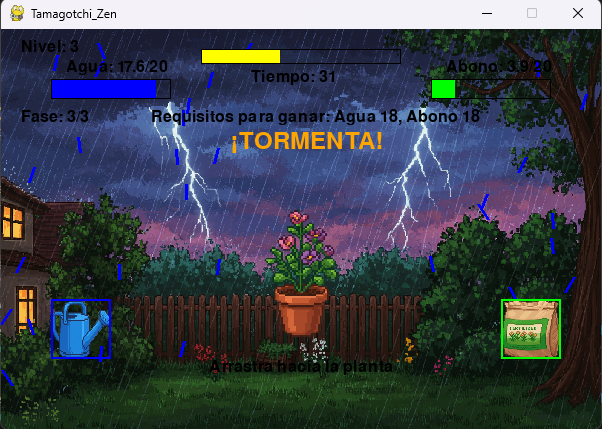 Tamagotchi_Zen
Nivel: 3
Agua: 17.6/20
Tiempo: 31
Abono: 3.9/20
Fase: 3/3
Requisitos para ganar: Agua 18, Abono 18
¡TORMENTA!
Arrastra hacia la planta